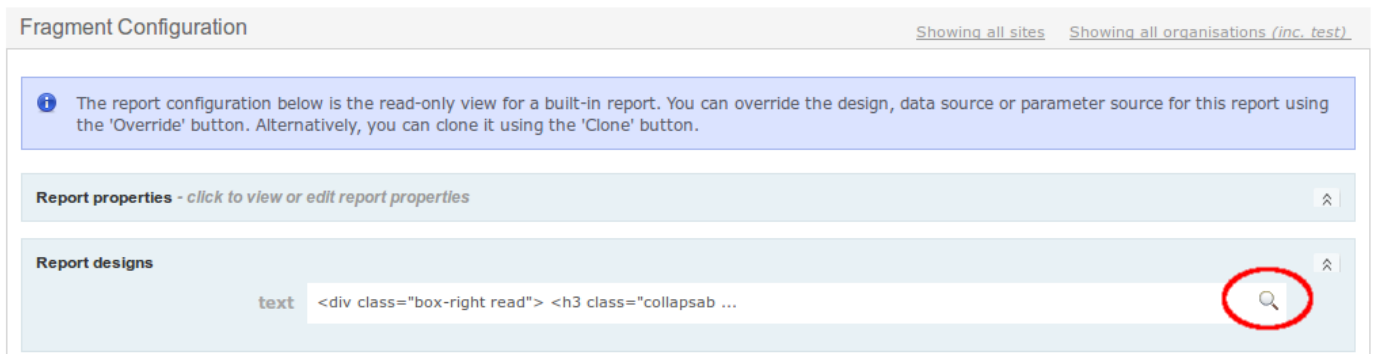 Fragment Configuration
Showing all sites Showing all organisations (inc. test)
The report configuration below is the read-only view for a built-in report. You can override the design, data source or parameter source for this report using
the 'Override' button. Alternatively, you can clone it using the 'Clone' button.
Report properties - click to view or edit report properties
Report designs
text <div class="box-right read"> <h3 class="collapsab ...